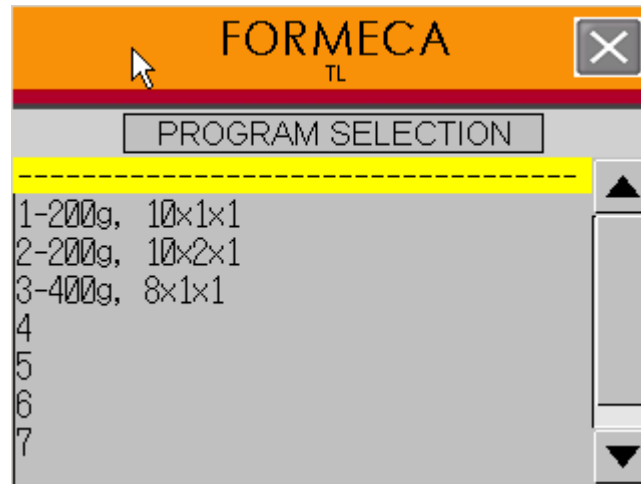 FORMECA
TL
PROGRAM SELECTION
-----------------------------------
1-200g, 10x1x1
2-200g, 10x2x1
3-400g, 8x1x1
4
5
6
7